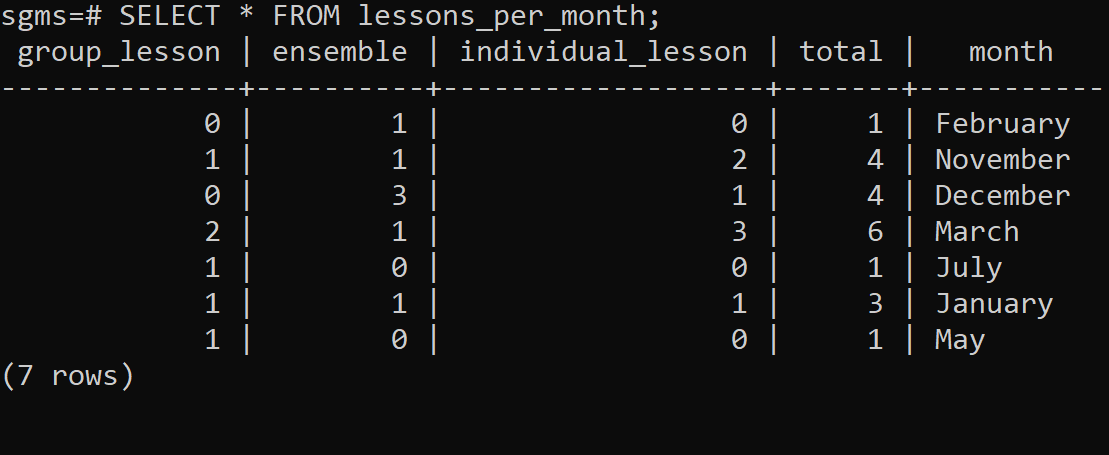 sgms=# SELECT * FROM lessons_per_month;
 group_lesson | ensemble | individual_lesson | total |   month
--------------+----------+-------------------+-------+-----------
            0 |        1 |                 0 |     1 | February
            1 |        1 |                 2 |     4 | November
            0 |        3 |                 1 |     4 | December
            2 |        1 |                 3 |     6 | March
            1 |        0 |                 0 |     1 | July
            1 |        1 |                 1 |     3 | January
            1 |        0 |                 0 |     1 | May
(7 rows)